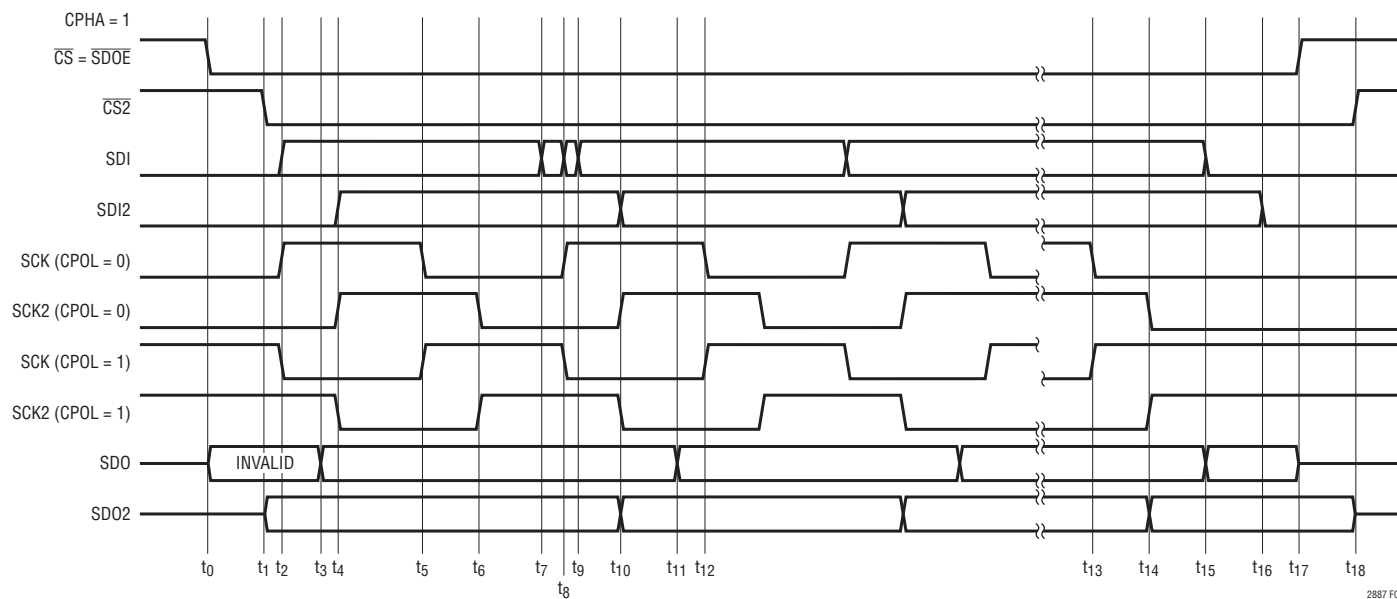 CPHA = 1
CS = SDOE
CS2
SDI
SDI2
SCK (CPOL = 0)
SCK2 (CPOL = 0)
SCK (CPOL = 1)
SCK2 (CPOL = 1)
SDO
INVALID
SDO2
t0 t1 t2 t3 t4 t5 t6 t7 t8 t9 t10 t11 t12 t13 t14 t15 t16 t17 t18
2887